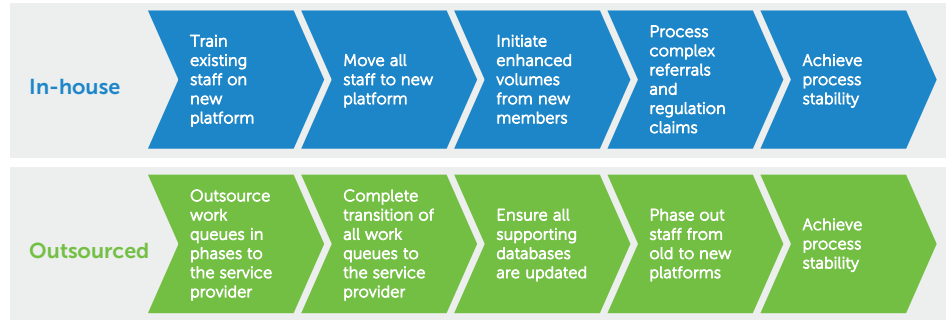 In-house
Train
existing
staff on
new
platform
Move all
staff to new
platform
Initiate
enhanced
volumes
from new
members
Process
complex
referrals
and
regulation
claims
Achieve
process
stability
Outsourced
Outsource
work
queues in
phases to
the service
provider
Complete
transition of
all work
queues to
the service
provider
Ensure all
supporting
databases
are updated
Phase out
staff from
old to new
platforms
Achieve
process
stability